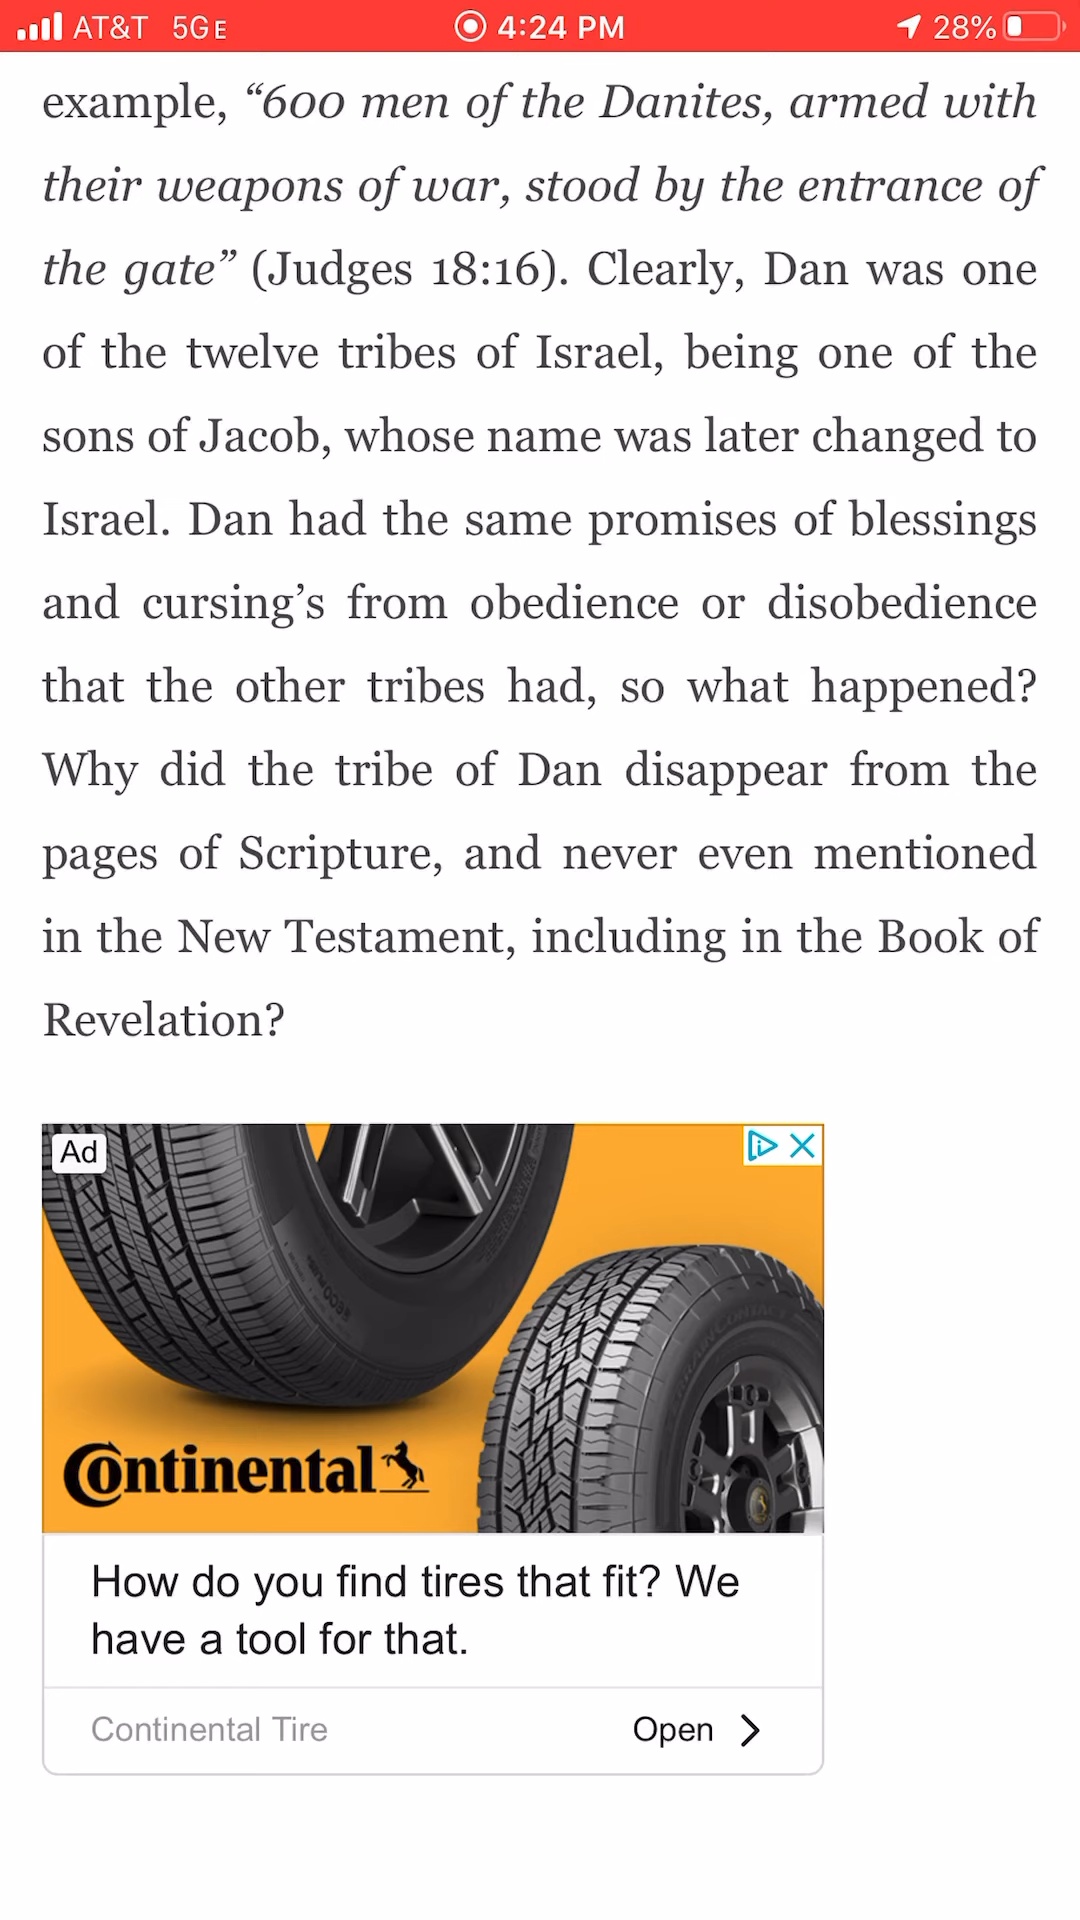 AT&T 5GE 4:24 PM 28%
example, “600 men of the Danites, armed with
their weapons of war, stood by the entrance of
the gate” (Judges 18:16). Clearly, Dan was one
of the twelve tribes of Israel, being one of the
sons of Jacob, whose name was later changed to
Israel. Dan had the same promises of blessings
and cursing’s from obedience or disobedience
that the other tribes had, so what happened?
Why did the tribe of Dan disappear from the
pages of Scripture, and never even mentioned
in the New Testament, including in the Book of
Revelation?
Ad
Continental
How do you find tires that fit? We
have a tool for that.
Continental Tire Open